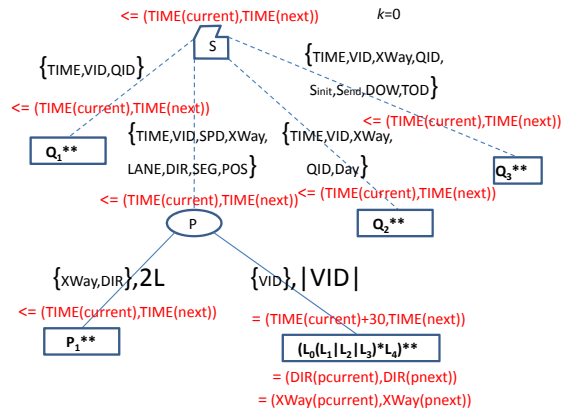 <= (TIME(current),TIME(next))
k=0
S
{TIME,VID,QID}
{TIME,VID,XWay,QID,
Sinit,Send,DOW,TOD}
<= (TIME(current),TIME(next))
<= (TIME(current),TIME(next))
Q1**
{TIME,VID,SPD,XWay,
LANE,DIR,SEG,POS}
{TIME,VID,XWay,
QID,Day}
Q3**
<= (TIME(current),TIME(next))
<= (TIME(current),TIME(next))
P
Q2**
{XWay,DIR},2L
{VID},|VID|
<= (TIME(current),TIME(next))
= (TIME(current)+30,TIME(next))
P1**
(L0(L1|L2|L3)*L4)**
= (DIR(pcurrent),DIR(pnext))
= (XWay(pcurrent),XWay(pnext))